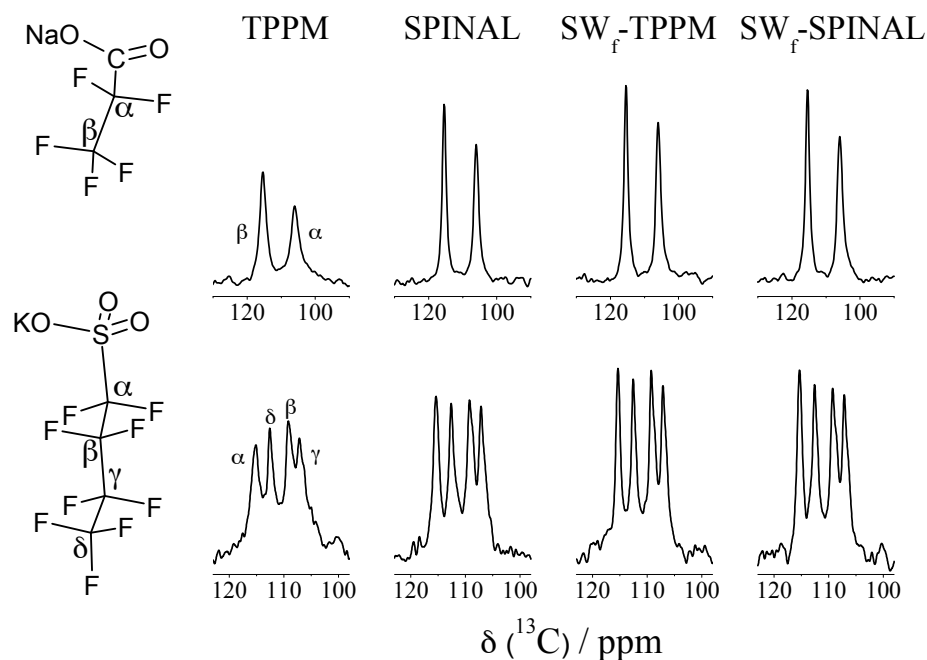 TPPM SPINAL SW_f-TPPM SW_f-SPINAL
NaO C O
F F
α
β
F F
F
β α
120 100 120 100 120 100 120 100
O
KO S O
α
F F
F F
β
γ
F F
F F
δ
F
α δ β γ
120 110 100 120 110 100 120 110 100 120 110 100
δ (¹³C) / ppm